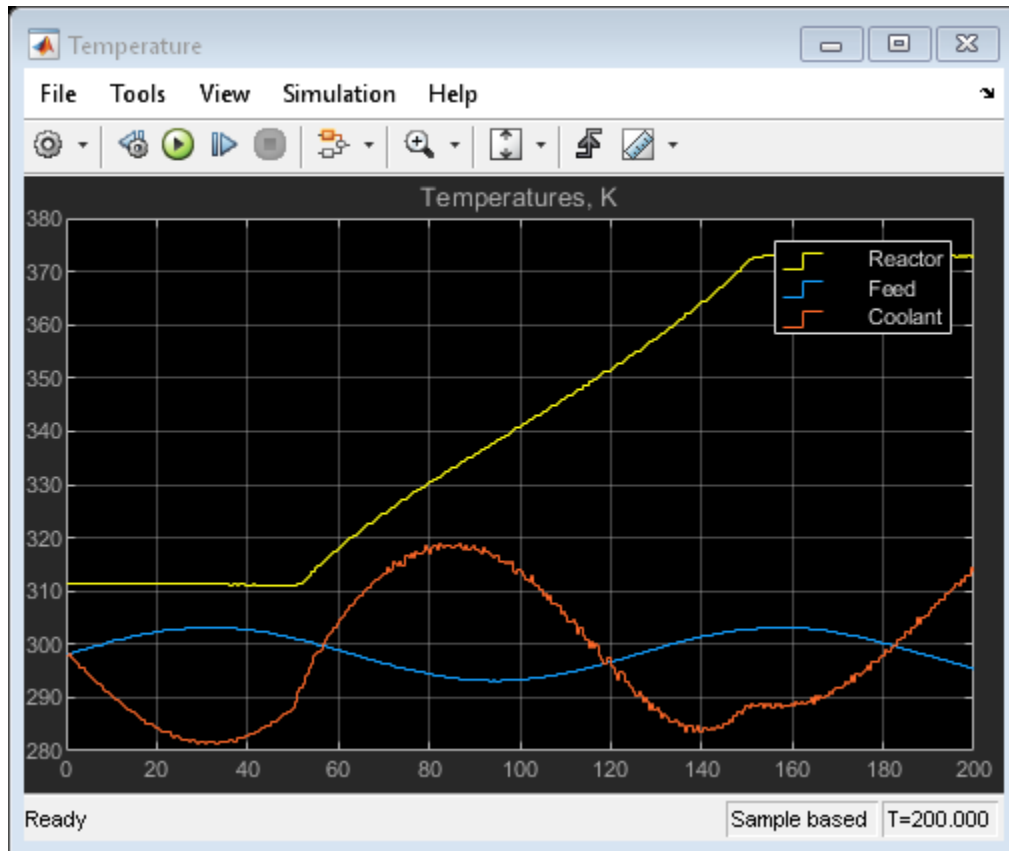 Temperature
File Tools View Simulation Help
Temperatures, K
380
370
360
350
340
330
320
310
300
290
280
Reactor
Feed
Coolant
0 20 40 60 80 100 120 140 160 180 200
Ready Sample based T=200.000